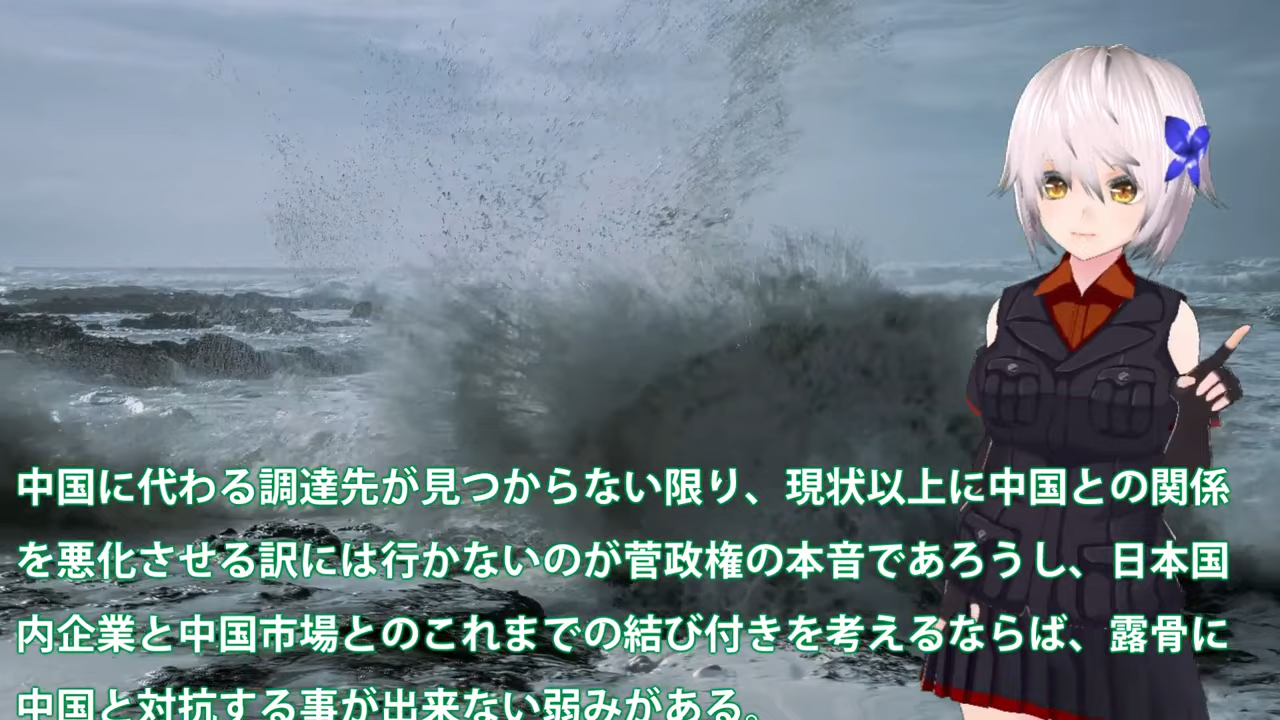 中国に代わる調達先が見つからない限り、現状以上に中国との関係
を悪化させる訳には行かないのが菅政権の本音であろうし、日本国
内企業と中国市場とのこれまでの結び付きを考えるならば、露骨に
中国と対抗する事が出来ない弱みがある。